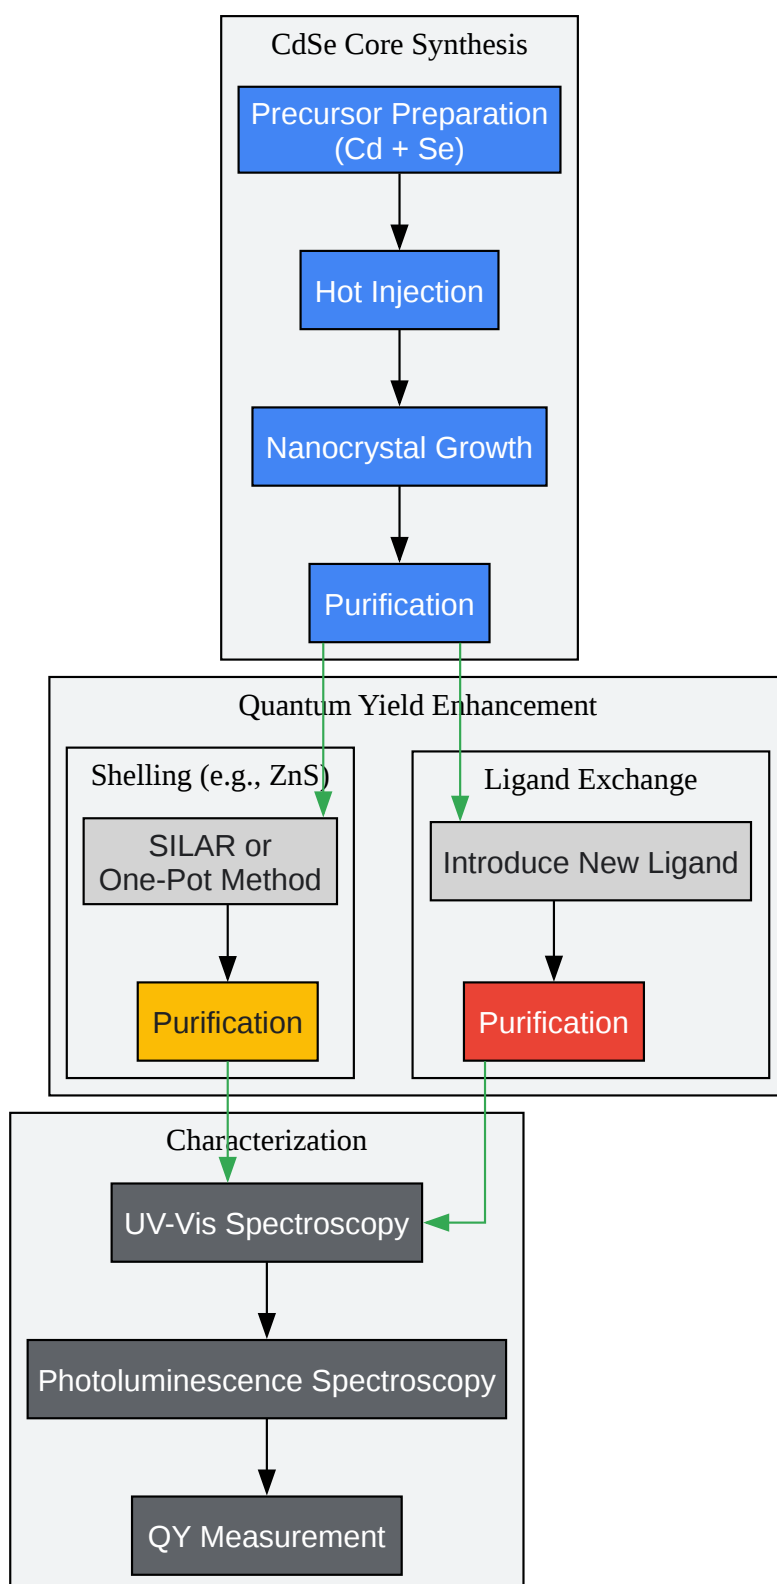 CdSe Core Synthesis
Precursor Preparation
(Cd + Se)
Hot Injection
Nanocrystal Growth
Purification
Quantum Yield Enhancement
Shelling (e.g., ZnS)
SILAR or
One-Pot Method
Purification
Ligand Exchange
Introduce New Ligand
Purification
Characterization
UV-Vis Spectroscopy
Photoluminescence Spectroscopy
QY Measurement